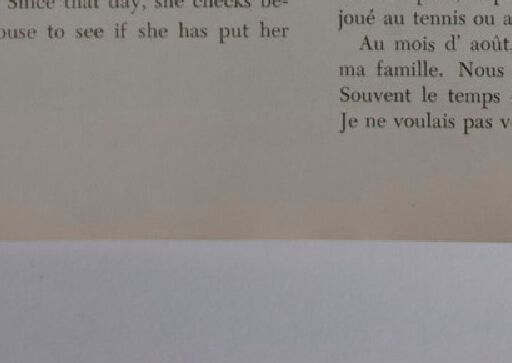 Since that day, she checks be-
ouse to see if she has put her
joué au tennis ou a
Au mois d' août,
ma famille. Nous
Souvent le temps
Je ne voulais pas v